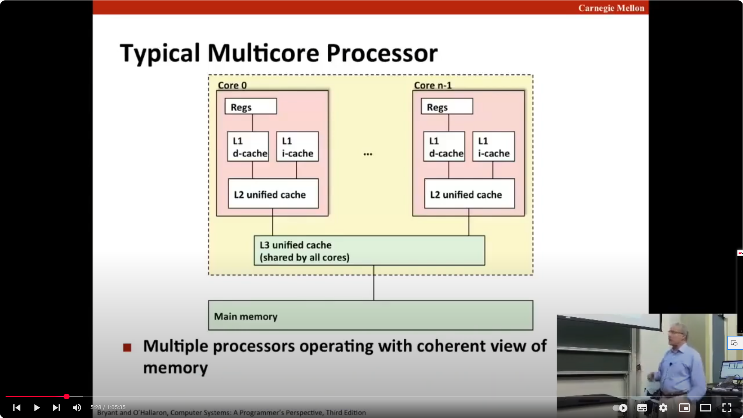 Carnegie Mellon
Typical Multicore Processor
Core 0
Core n-1
Regs
Regs
L1
d-cache
L1
i-cache
...
L1
d-cache
L1
i-cache
L2 unified cache
L2 unified cache
L3 unified cache
(shared by all cores)
Main memory
Multiple processors operating with coherent view of
memory
Bryant and O'Hallaron, Computer Systems: A Programmer's Perspective, Third Edition